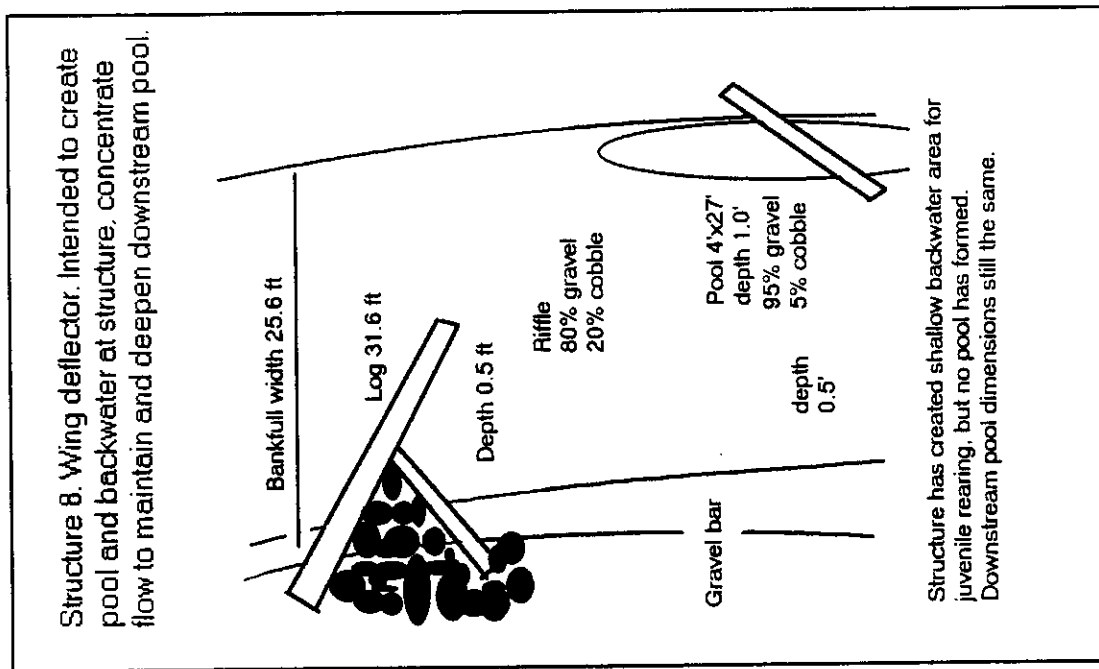 Structure 8. Wing deflector. Intended to create
pool and backwater at structure, concentrate
flow to maintain and deepen downstream pool.
Bankfull width 25.6 ft
Log 31.6 ft
Depth 0.5 ft
Riffle
80% gravel
20% cobble
Pool 4'x27'
depth 1.0'
95% gravel
5% cobble
depth
0.5'
Gravel bar
Structure has created shallow backwater area for
juvenile rearing, but no pool has formed.
Downstream pool dimensions still the same.